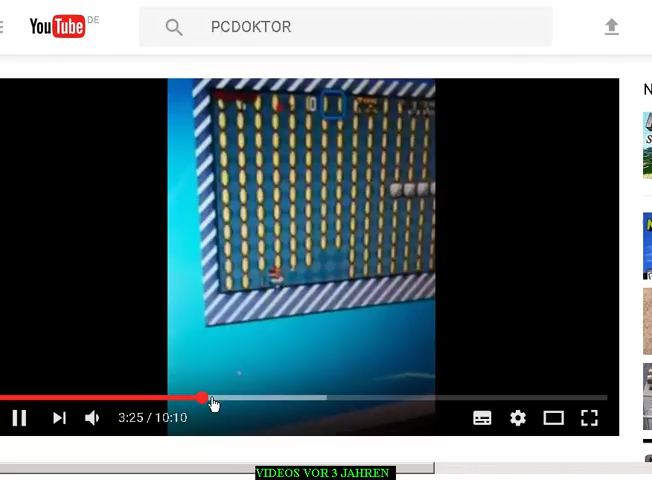 YouTube DE
PCDOKTOR
N
3:25 / 10:10
VIDEOS VOR 3 JAHREN